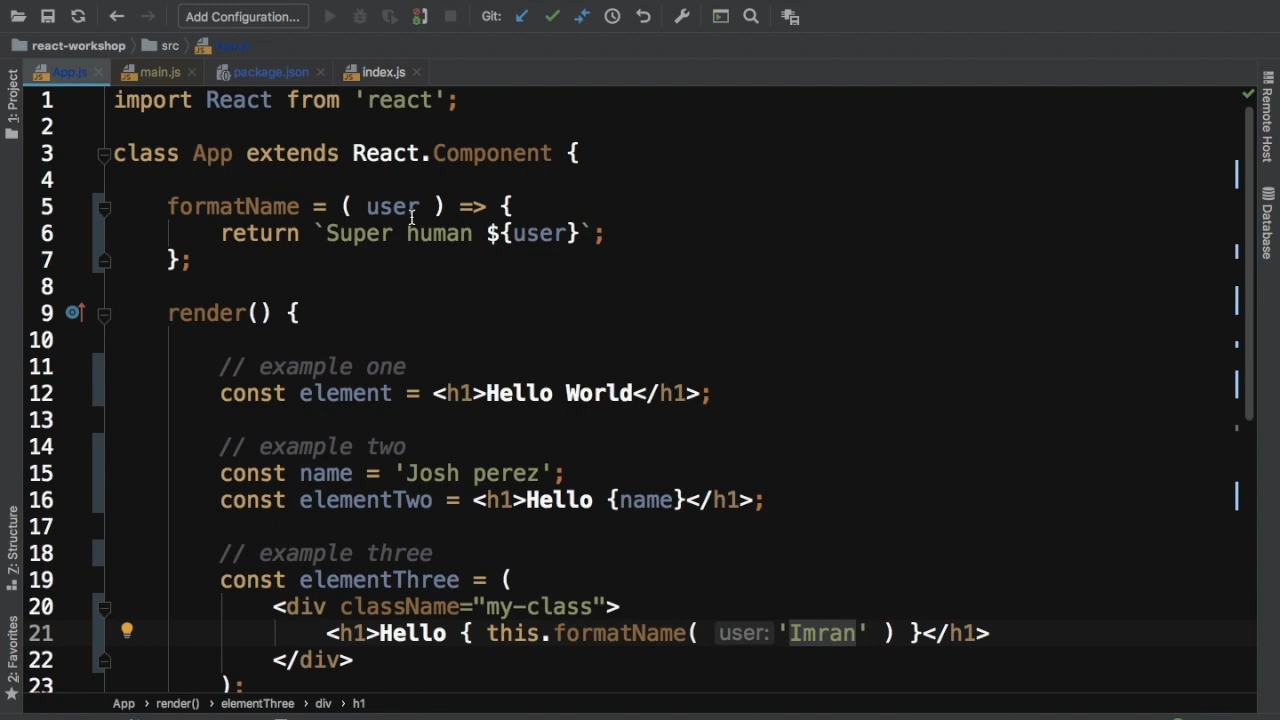 Add Configuration...
Git:
react-workshop
src
App.js
App.js
main.js
package.json
index.js
1: Project
Z: Structure
2: Favorites
Remote Host
Database
1 import React from 'react';
2
3 class App extends React.Component {
4
5 formatName = ( user ) => {
6 return `Super human ${user}`;
7 };
8
9 render() {
10
11 // example one
12 const element = <h1>Hello World</h1>;
13
14 // example two
15 const name = 'Josh perez';
16 const elementTwo = <h1>Hello {name}</h1>;
17
18 // example three
19 const elementThree = (
20 <div className="my-class">
21 <h1>Hello { this.formatName( user: 'Imran' ) }</h1>
22 </div>
23 );
App › render() › elementThree › div › h1